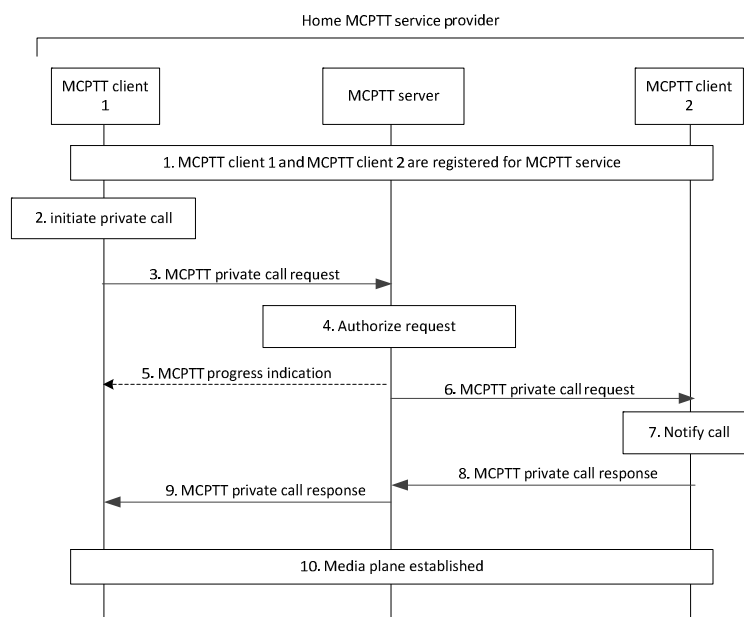 Home MCPTT service provider
MCPTT client
1
MCPTT server
MCPTT client
2
1. MCPTT client 1 and MCPTT client 2 are registered for MCPTT service
2. initiate private call
3. MCPTT private call request
4. Authorize request
5. MCPTT progress indication
6. MCPTT private call request
7. Notify call
8. MCPTT private call response
9. MCPTT private call response
10. Media plane established